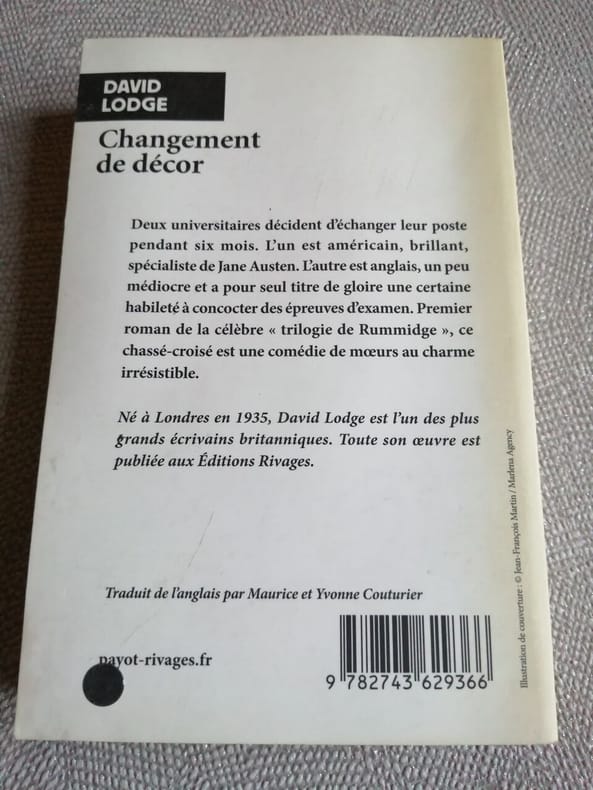 DAVID
LODGE
Changement
de décor
Deux universitaires décident d'échanger leur poste
pendant six mois. L'un est américain, brillant,
spécialiste de Jane Austen. L'autre est anglais, un peu
médiocre et a pour seul titre de gloire une certaine
habileté à concocter des épreuves d'examen. Premier
roman de la célèbre « trilogie de Rummidge », ce
chassé-croisé est une comédie de mœurs au charme
irrésistible.
Né à Londres en 1935, David Lodge est l'un des plus
grands écrivains britanniques. Toute son œuvre est
publiée aux Éditions Rivages.
Traduit de l'anglais par Maurice et Yvonne Couturier
payot-rivages.fr
9 782743 629366
Illustration de couverture : © Jean-François Martin / Marlena Agency